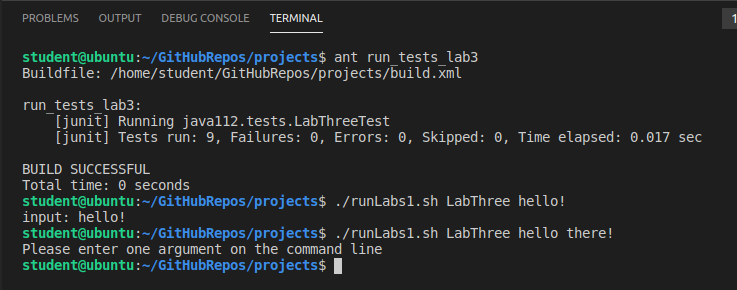 PROBLEMS OUTPUT DEBUG CONSOLE TERMINAL 1
student@ubuntu:~/GitHubRepos/projects$ ant run_tests_lab3
Buildfile: /home/student/GitHubRepos/projects/build.xml
run_tests_lab3:
[junit] Running java112.tests.LabThreeTest
[junit] Tests run: 9, Failures: 0, Errors: 0, Skipped: 0, Time elapsed: 0.017 sec
BUILD SUCCESSFUL
Total time: 0 seconds
student@ubuntu:~/GitHubRepos/projects$ ./runLabs1.sh LabThree hello!
input: hello!
student@ubuntu:~/GitHubRepos/projects$ ./runLabs1.sh LabThree hello there!
Please enter one argument on the command line
student@ubuntu:~/GitHubRepos/projects$